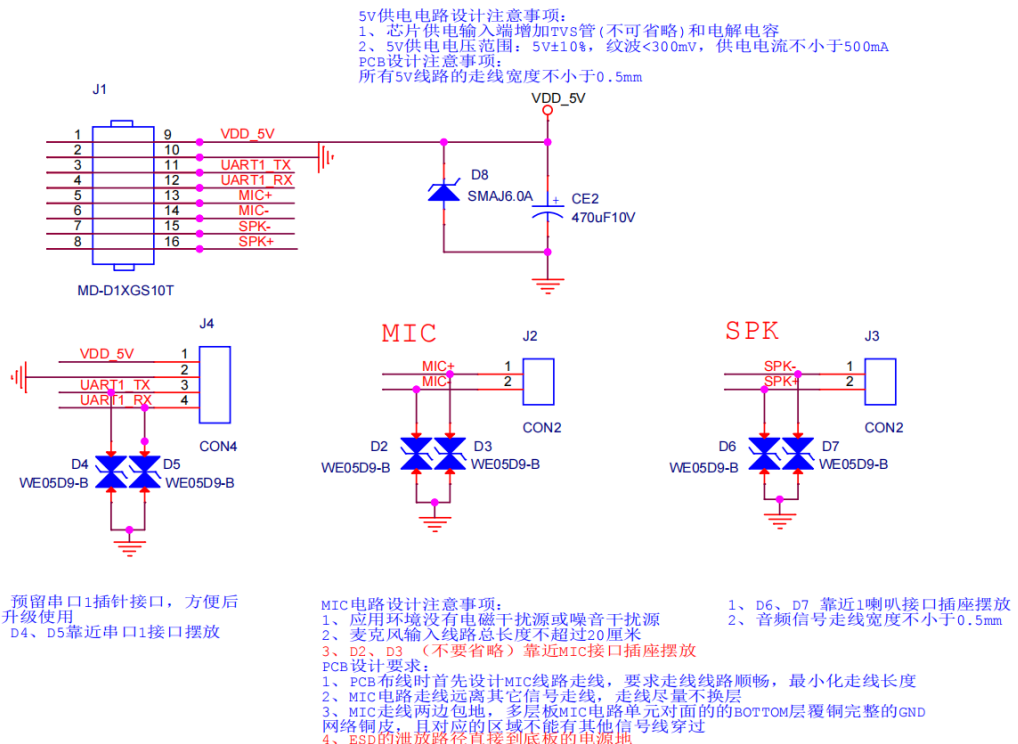 5V供电电路设计注意事项:
1、芯片供电输入端增加TVS管(不可省略)和电解电容
2、5V供电电压范围：5V±10%，纹波<300mV，供电电流不小于500mA
PCB设计注意事项:
所有5V线路的走线宽度不小于0.5mm
VDD_5V
J1
1 9 VDD_5V
2 10
3 11 UART1_TX
4 12 UART1_RX
5 13 MIC+
6 14 MIC-
7 15 SPK-
8 16 SPK+
MD-D1XGS10T
D8
SMAJ6.0A
+ CE2
470uF10V
J4
VDD_5V 1
2
UART1_TX 3
UART1_RX 4
CON4
D4
WE05D9-B
D5
WE05D9-B
MIC
J2
MIC+ 1
MIC- 2
CON2
D2
WE05D9-B
D3
WE05D9-B
SPK
J3
SPK- 1
SPK+ 2
CON2
D6
WE05D9-B
D7
WE05D9-B
预留串口1插针接口，方便后
升级使用
D4、D5靠近串口1接口摆放
MIC电路设计注意事项：
1、应用环境没有电磁干扰源或噪音干扰源
2、麦克风输入线路总长度不超过20厘米
3、D2、D3 （不要省略）靠近MIC接口插座摆放
PCB设计要求：
1、PCB布线时首先设计MIC线路走线，要求走线线路顺畅，最小化走线长度
2、MIC电路走线远离其它信号走线，走线尽量不换层
3、MIC走线两边包地，多层板MIC电路单元对面的的BOTTOM层覆铜完整的GND
网络铜皮，且对应的区域不能有其他信号线穿过
4、ESD的泄放路径直接到底板的电源地
1、D6、D7 靠近1喇叭接口插座摆放
2、音频信号走线宽度不小于0.5mm